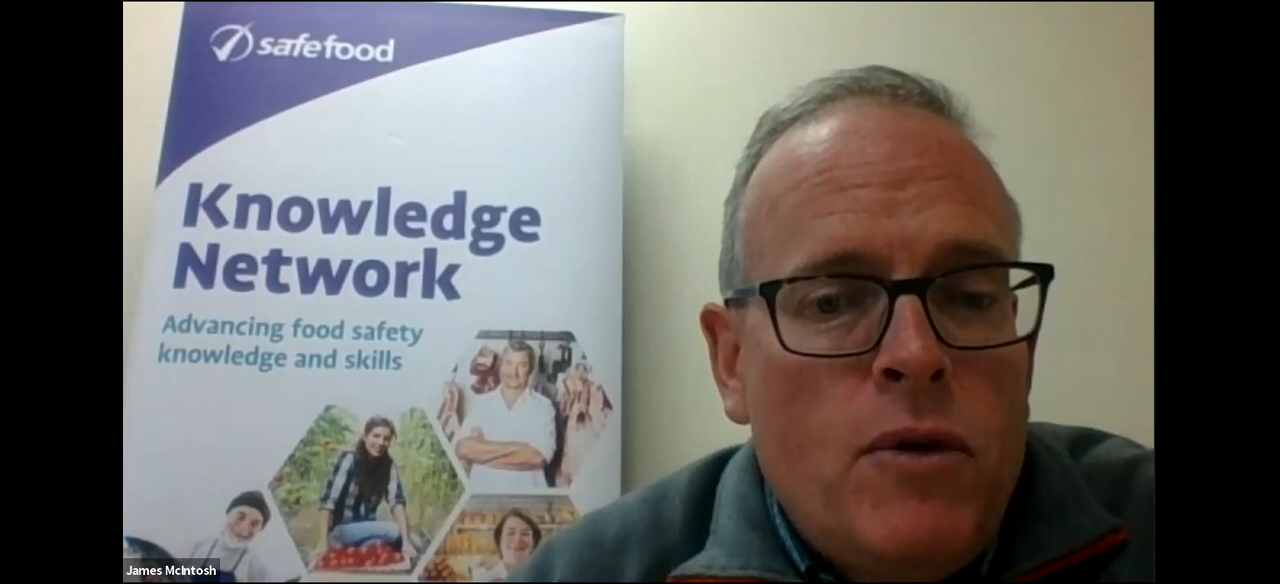 safefood
Knowledge
Network
Advancing food safety
knowledge and skills
James McIntosh